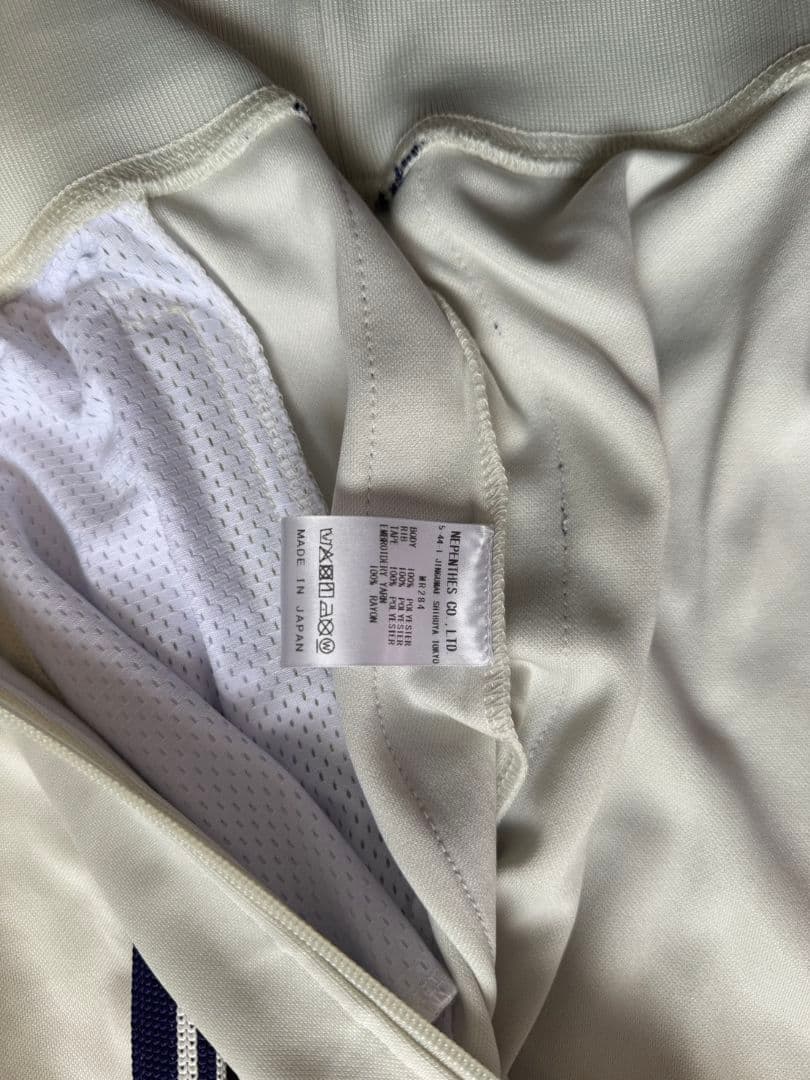 NEPENTHES CO.,LTD
5-44-1 JINGUMAE SHIBUYA TOKYO
MR284
BODY 100% POLYESTER
RIB 100% POLYESTER
TAPE 100% POLYESTER
EMBROIDERY YARN
100% RAYON
MADE IN JAPAN